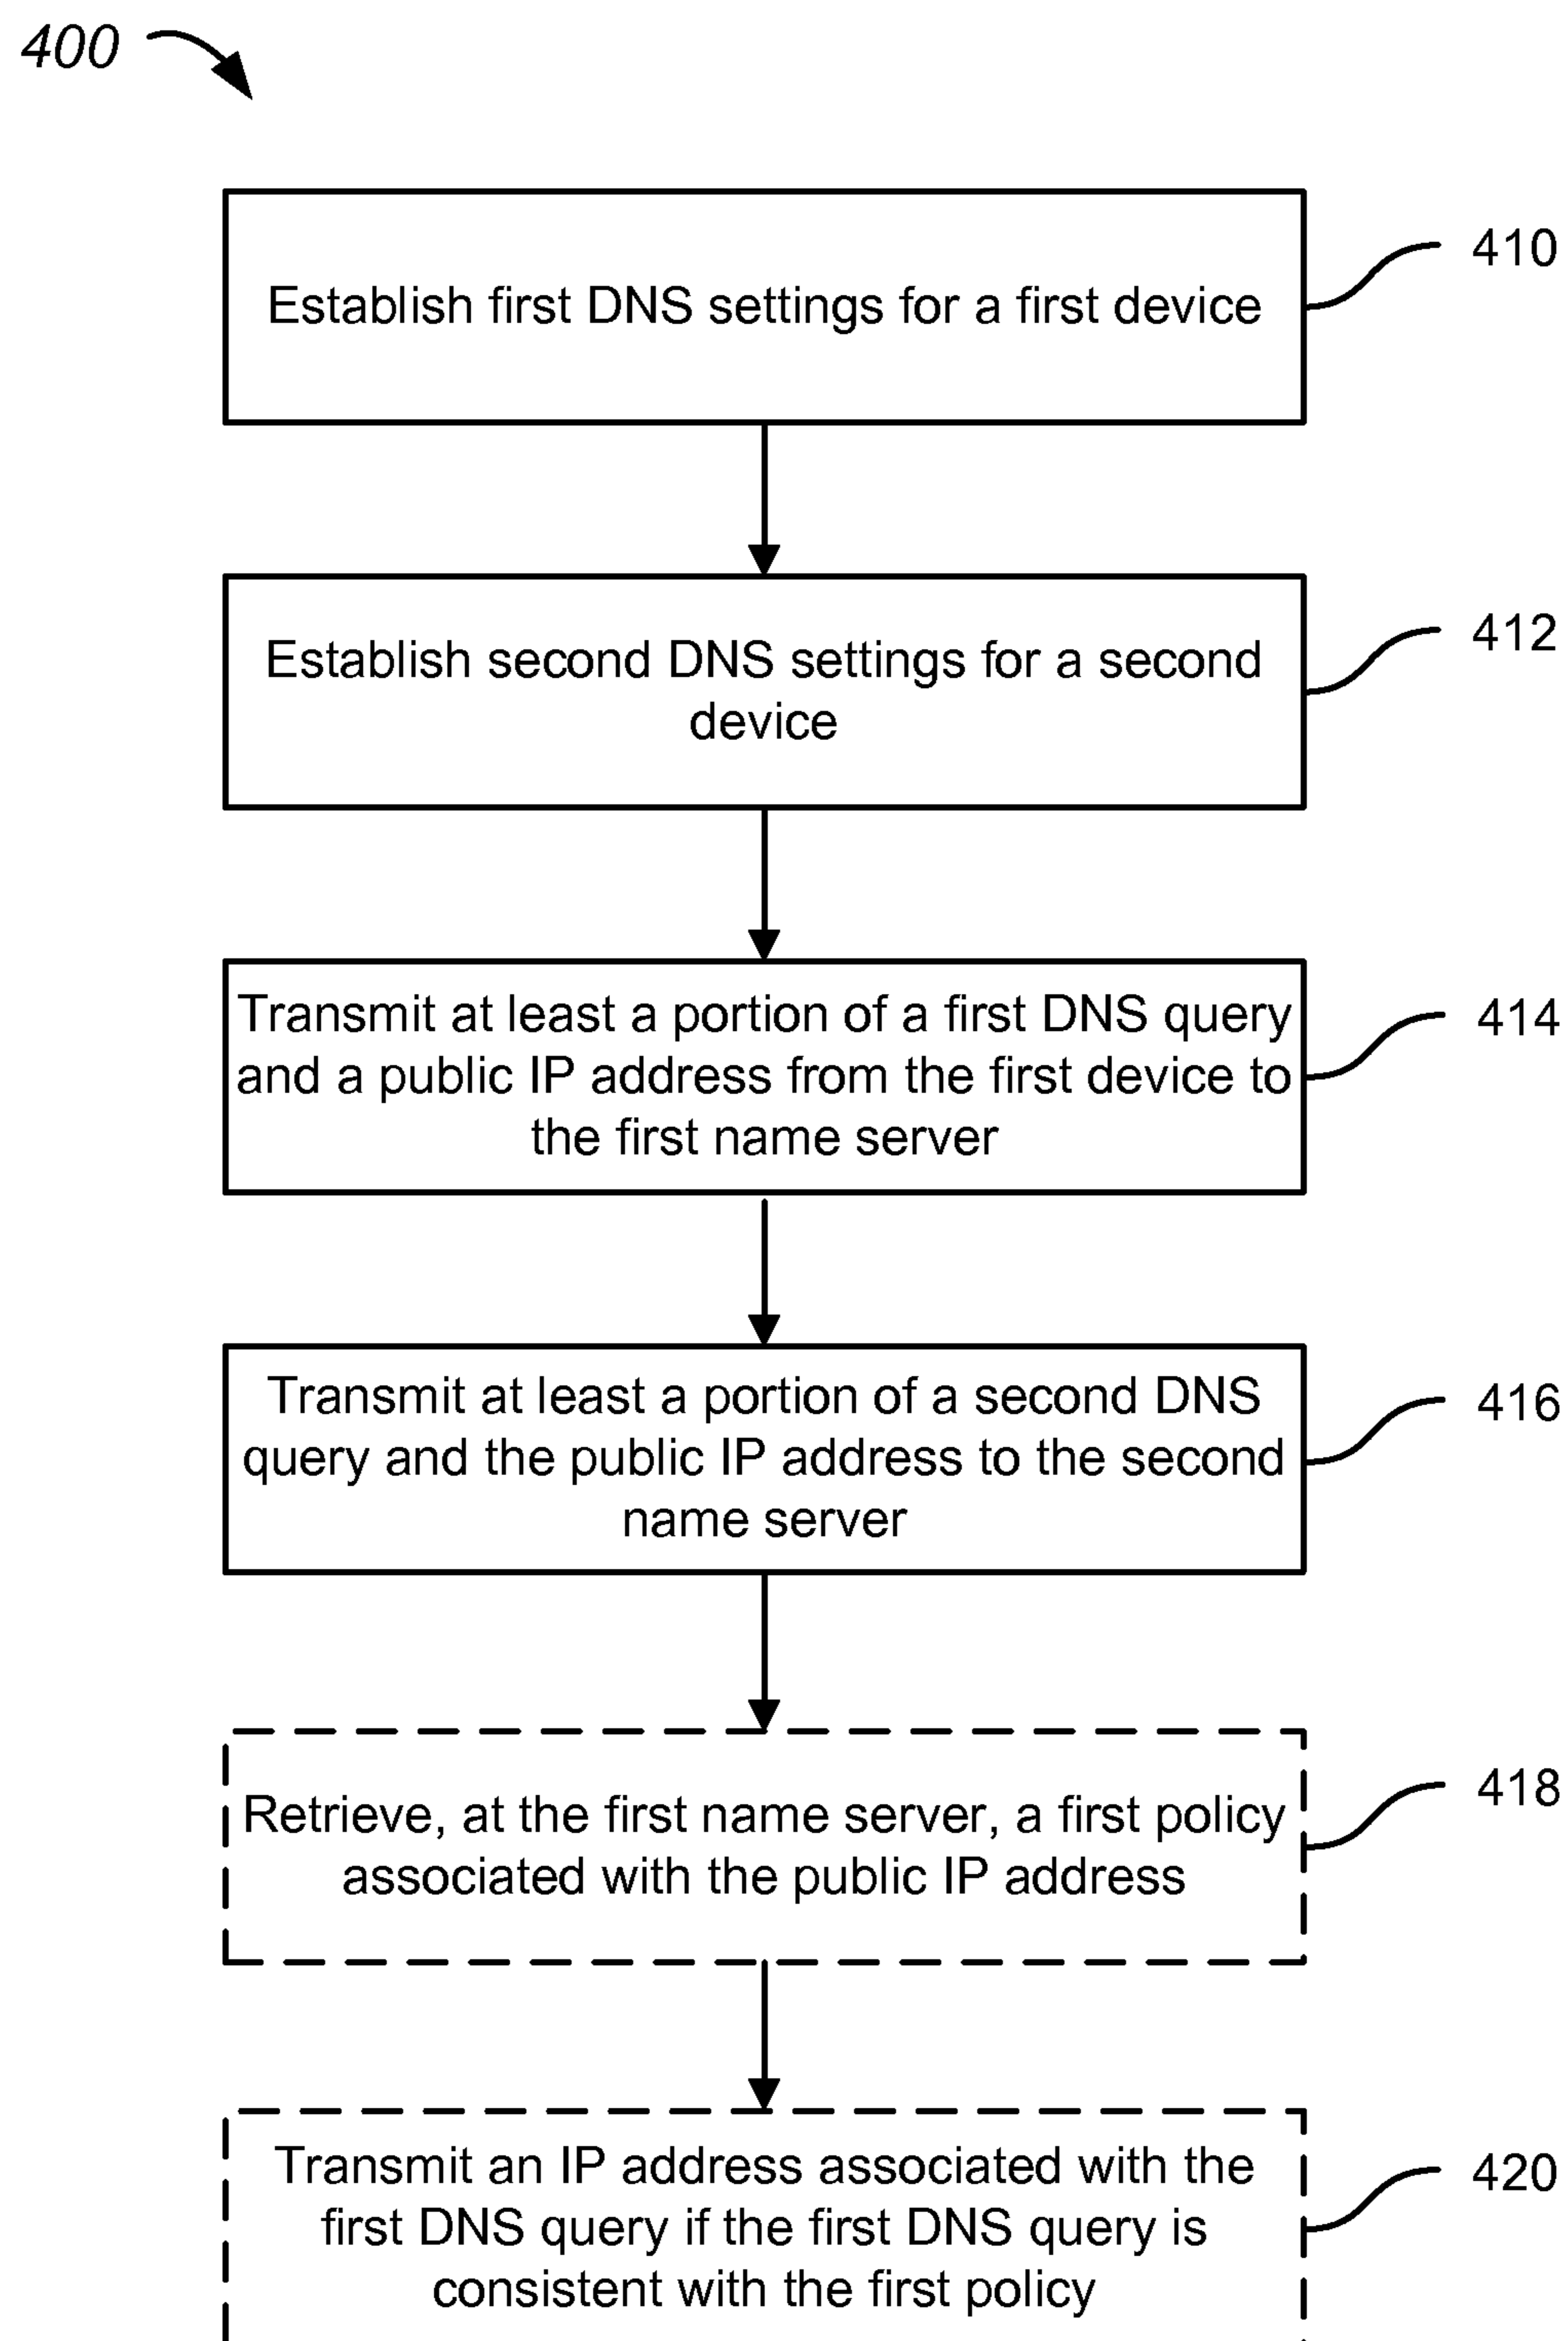 400
Establish first DNS settings for a first device
410
Establish second DNS settings for a second
device
412
Transmit at least a portion of a first DNS query
and a public IP address from the first device to
the first name server
414
Transmit at least a portion of a second DNS
query and the public IP address to the second
name server
416
Retrieve, at the first name server, a first policy
associated with the public IP address
418
Transmit an IP address associated with the
first DNS query if the first DNS query is
consistent with the first policy
420